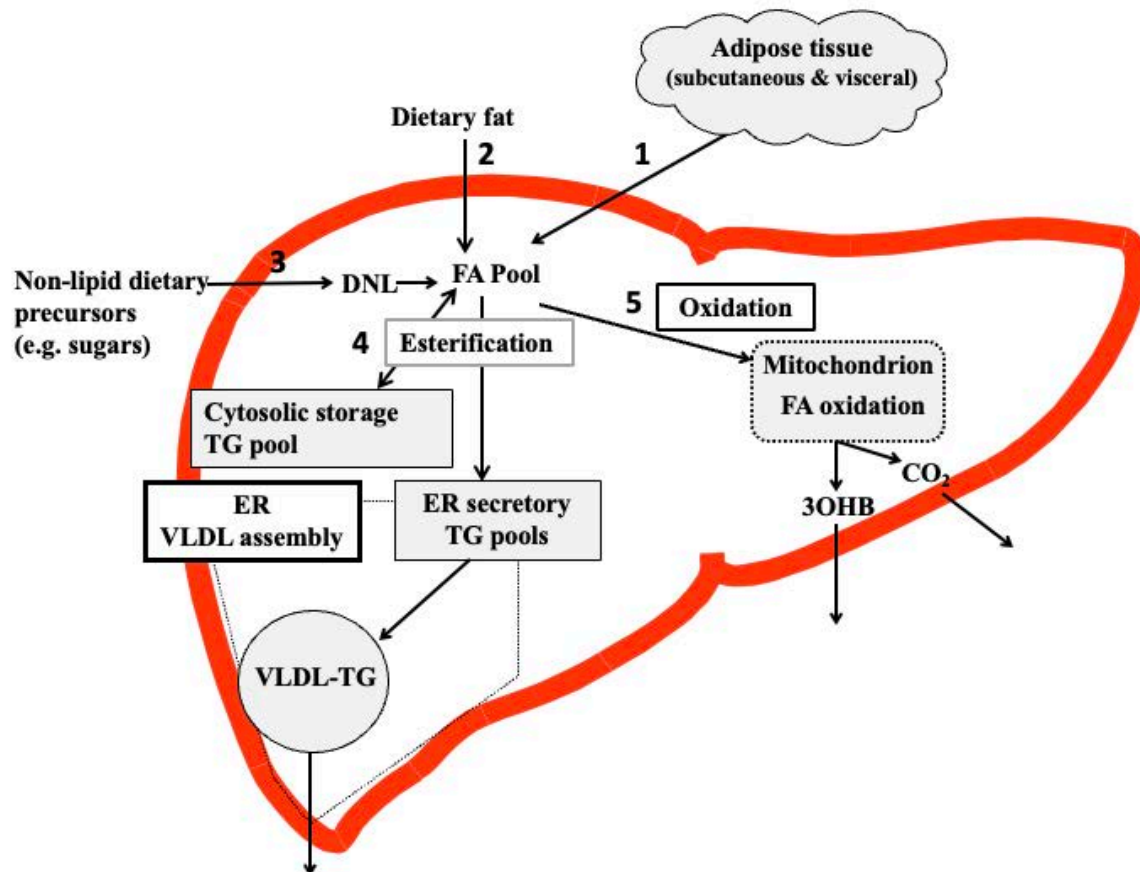 Adipose tissue
(subcutaneous & visceral)
Dietary fat
2
1
3
Non-lipid dietary
precursors
(e.g. sugars)
DNL
FA Pool
5
Oxidation
4
Esterification
Mitochondrion
FA oxidation
Cytosolic storage
TG pool
CO₂
3OHB
ER
VLDL assembly
ER secretory
TG pools
VLDL-TG